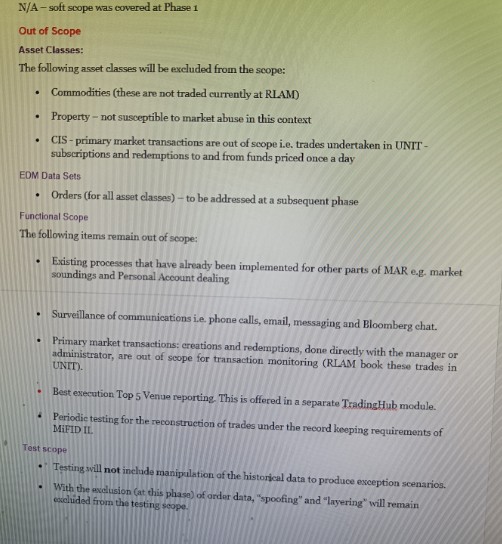 N/A – soft scope was covered at Phase 1
Out of Scope
Asset Classes:
The following asset classes will be excluded from the scope:
• Commodities (these are not traded currently at RLAM)
• Property – not susceptible to market abuse in this context
• CIS - primary market transactions are out of scope i.e. trades undertaken in UNIT -
subscriptions and redemptions to and from funds priced once a day
EDM Data Sets
• Orders (for all asset classes) – to be addressed at a subsequent phase
Functional Scope
The following items remain out of scope:
• Existing processes that have already been implemented for other parts of MAR e.g. market
soundings and Personal Account dealing
• Surveillance of communications i.e. phone calls, email, messaging and Bloomberg chat.
• Primary market transactions: creations and redemptions, done directly with the manager or
administrator, are out of scope for transaction monitoring (RLAM book these trades in
UNIT).
• Best execution Top 5 Venue reporting. This is offered in a separate TradingHub module.
• Periodic testing for the reconstruction of trades under the record keeping requirements of
MiFID II.
Test scope
• Testing will not include manipulation of the historical data to produce exception scenarios.
• With the exclusion (at this phase) of order data, "spoofing" and "layering" will remain
excluded from the testing scope.